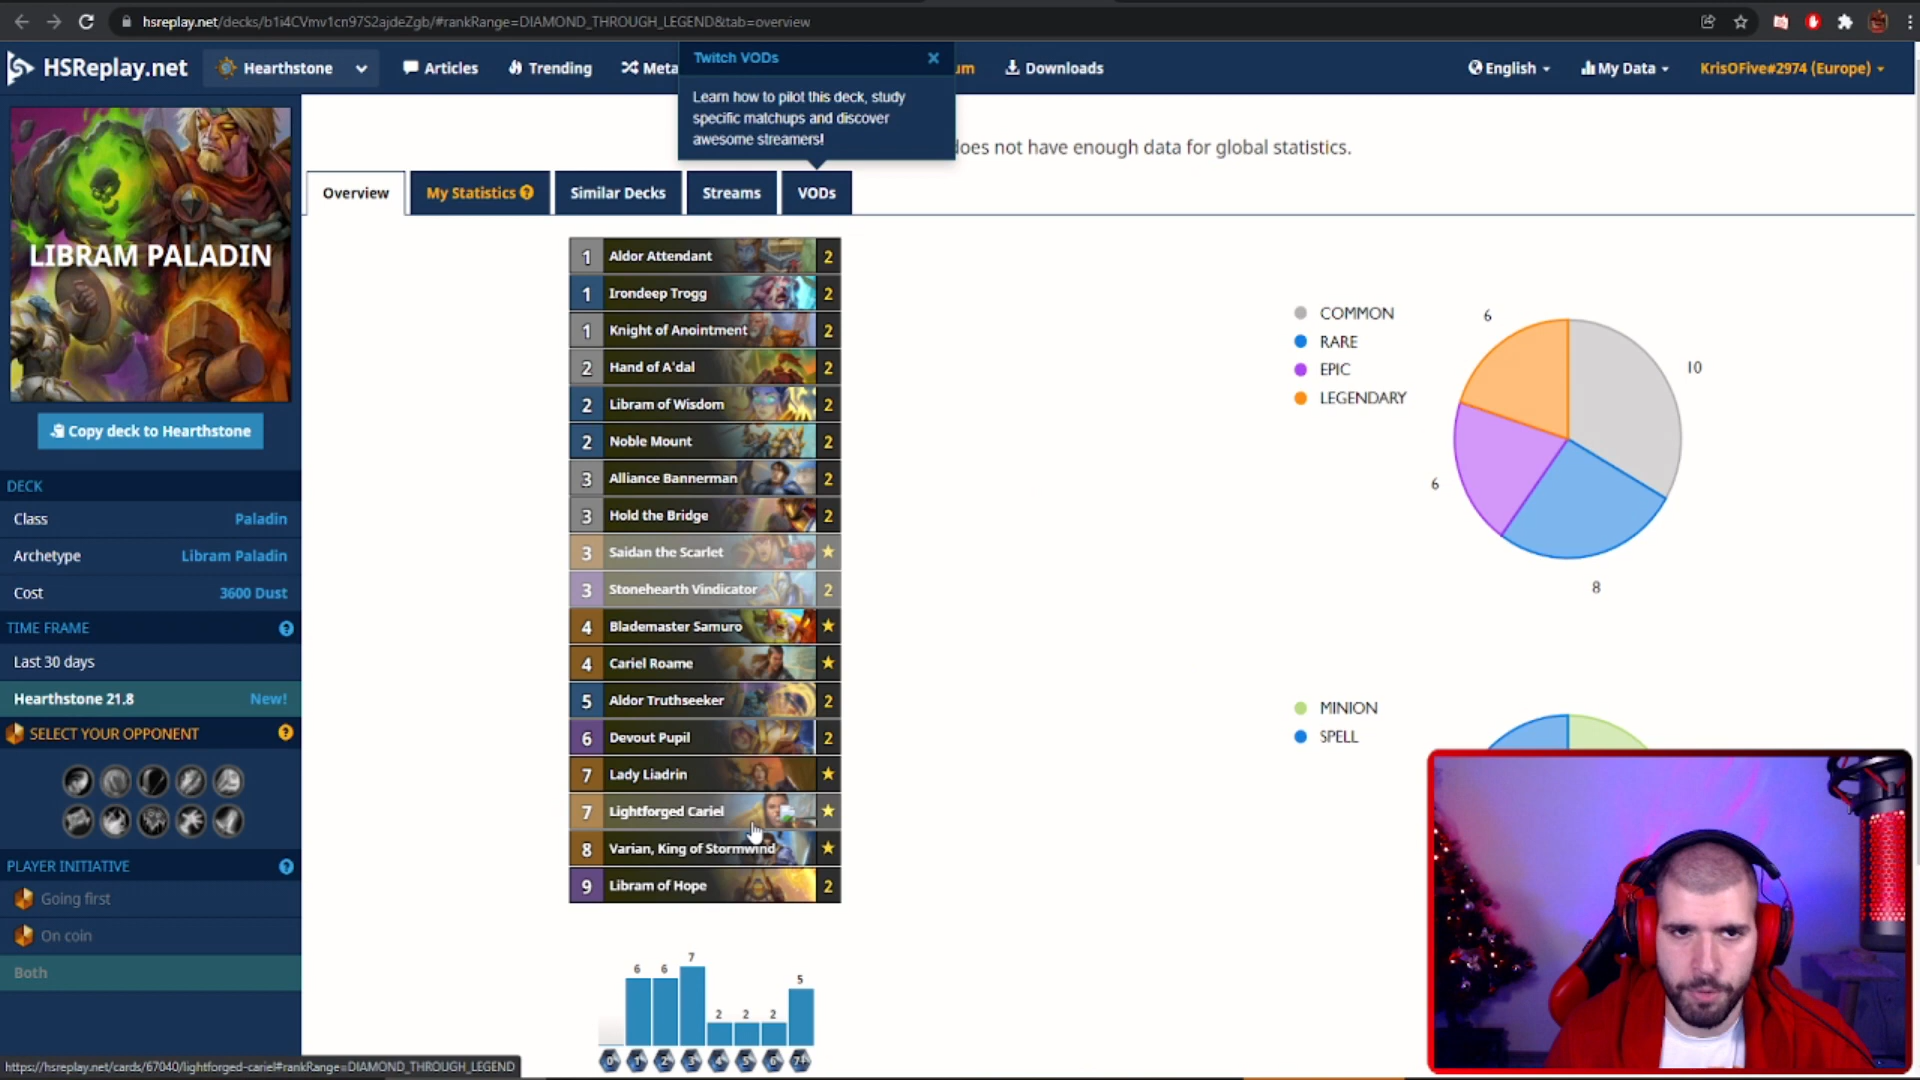 hsreplay.net/decks/b1i4CVmv1cn97S2ajdeZgb/#rankRange=DIAMOND_THROUGH_LEGEND&tab=overview
HSReplay.net
Hearthstone
Articles
Trending
Meta
um
Downloads
English
My Data
KrisOFive#2974 (Europe)
Twitch VODs
Learn how to pilot this deck, study
specific matchups and discover
awesome streamers!
does not have enough data for global statistics.
LIBRAM PALADIN
Copy deck to Hearthstone
DECK
Class Paladin
Archetype Libram Paladin
Cost 3600 Dust
TIME FRAME ?
Last 30 days
Hearthstone 21.8 New!
SELECT YOUR OPPONENT ?
PLAYER INITIATIVE ?
Going first
On coin
Both
Overview
My Statistics ?
Similar Decks
Streams
VODs
1 Aldor Attendant 2
1 Irondeep Trogg 2
1 Knight of Anointment 2
2 Hand of A'dal 2
2 Libram of Wisdom 2
2 Noble Mount 2
3 Alliance Bannerman 2
3 Hold the Bridge 2
3 Saidan the Scarlet ★
3 Stonehearth Vindicator 2
4 Blademaster Samuro ★
4 Cariel Roame ★
5 Aldor Truthseeker 2
6 Devout Pupil 2
7 Lady Liadrin ★
7 Lightforged Cariel ★
8 Varian, King of Stormwind ★
9 Libram of Hope 2
6 6 7 2 2 2 5
0 1 2 3 4 5 6 7+
COMMON
RARE
EPIC
LEGENDARY
6
10
6
8
MINION
SPELL
https://hsreplay.net/cards/67040/lightforged-cariel#rankRange=DIAMOND_THROUGH_LEGEND